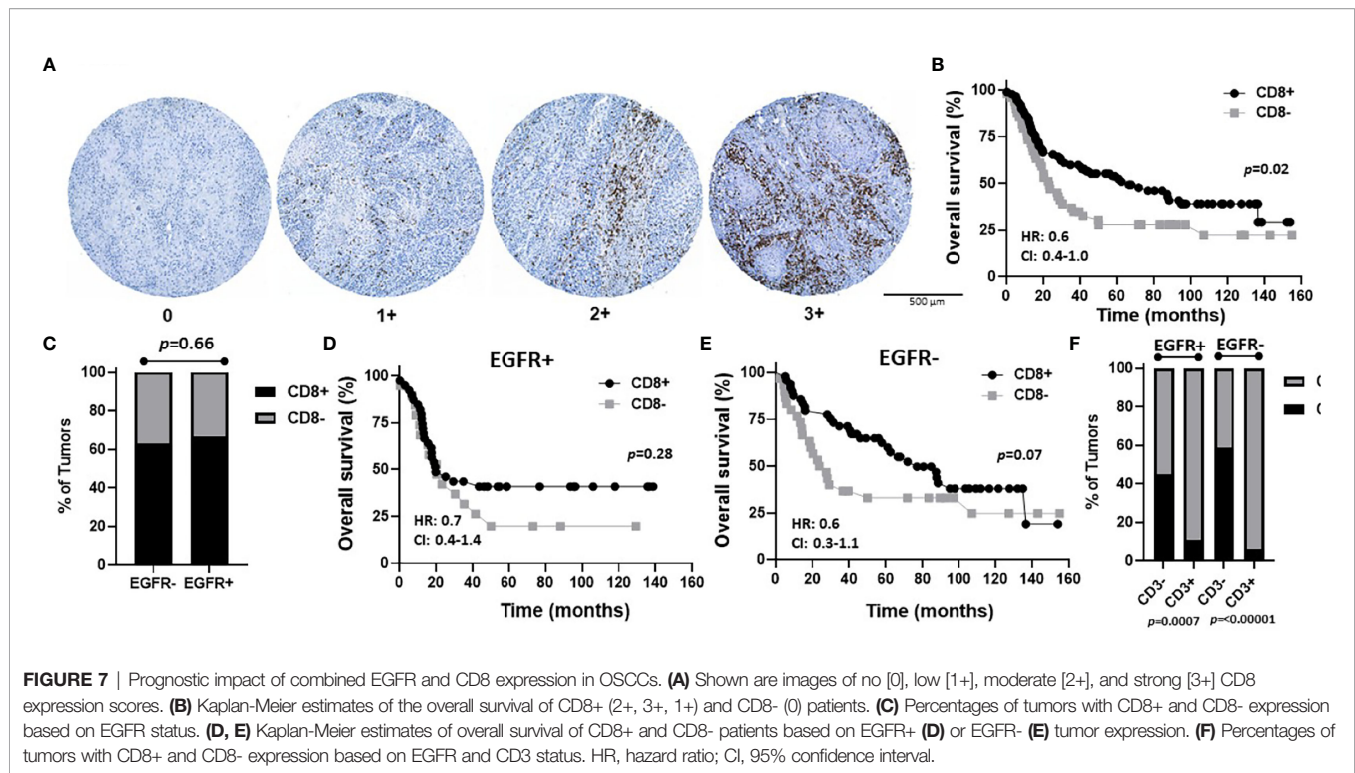 A
0
1+
2+
3+
500 µm
B
Overall survival (%)
100
75
50
25
0
CD8+
CD8-
p=0.02
HR: 0.6
CI: 0.4-1.0
0 20 40 60 80 100 120 140 160
Time (months)
C
p=0.66
% of Tumors
100
80
60
40
20
0
CD8+
CD8-
EGFR-
EGFR+
D
EGFR+
Overall survival (%)
100
75
50
25
0
CD8+
CD8-
p=0.28
HR: 0.7
CI: 0.4-1.4
0 20 40 60 80 100 120 140 160
Time (months)
E
EGFR-
Overall survival (%)
100
75
50
25
0
CD8+
CD8-
p=0.07
HR: 0.6
CI: 0.3-1.1
0 20 40 60 80 100 120 140 160
Time (months)
F
EGFR+ EGFR-
% of Tumors
100
80
60
40
20
0
CD3-
CD3+
CD3-
CD3+
p=0.0007
p=<0.00001
FIGURE 7 | Prognostic impact of combined EGFR and CD8 expression in OSCCs. (A) Shown are images of no [0], low [1+], moderate [2+], and strong [3+] CD8
expression scores. (B) Kaplan-Meier estimates of the overall survival of CD8+ (2+, 3+, 1+) and CD8- (0) patients. (C) Percentages of tumors with CD8+ and CD8- expression
based on EGFR status. (D, E) Kaplan-Meier estimates of overall survival of CD8+ and CD8- patients based on EGFR+ (D) or EGFR- (E) tumor expression. (F) Percentages of
tumors with CD8+ and CD8- expression based on EGFR and CD3 status. HR, hazard ratio; CI, 95% confidence interval.